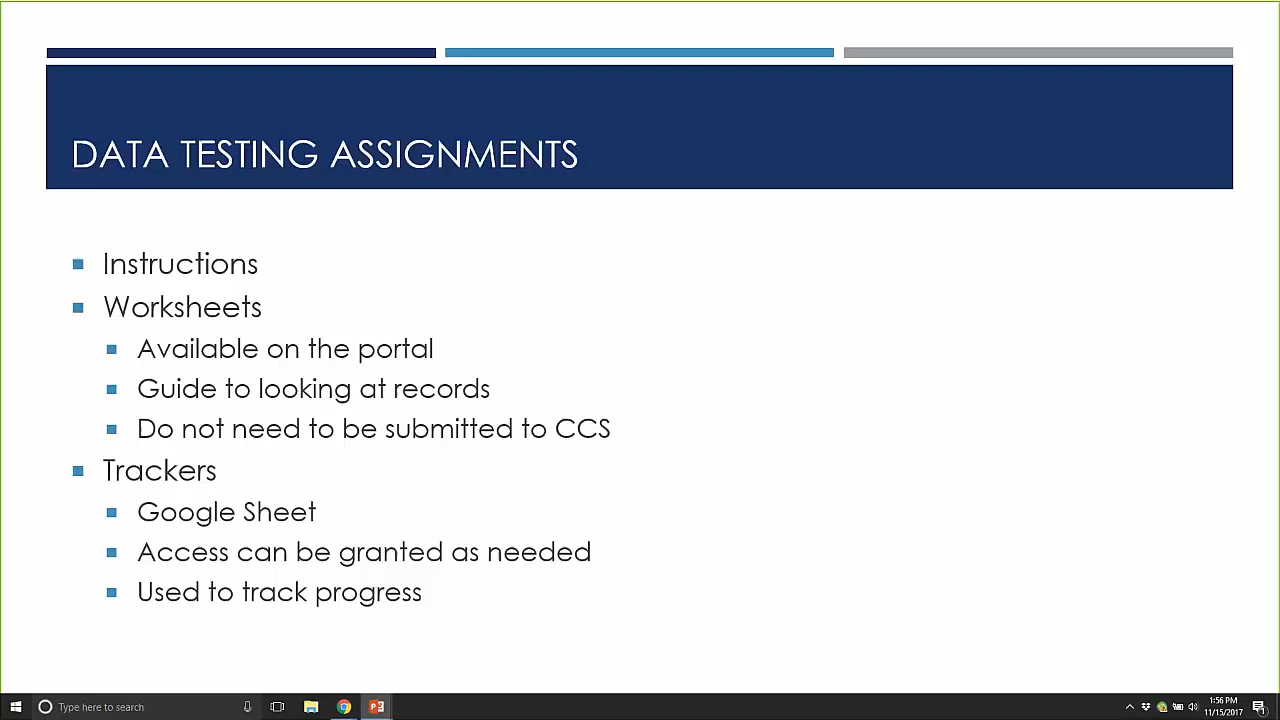 DATA TESTING ASSIGNMENTS
Instructions
Worksheets
Available on the portal
Guide to looking at records
Do not need to be submitted to CCS
Trackers
Google Sheet
Access can be granted as needed
Used to track progress
Type here to search
1:56 PM
11/15/2017